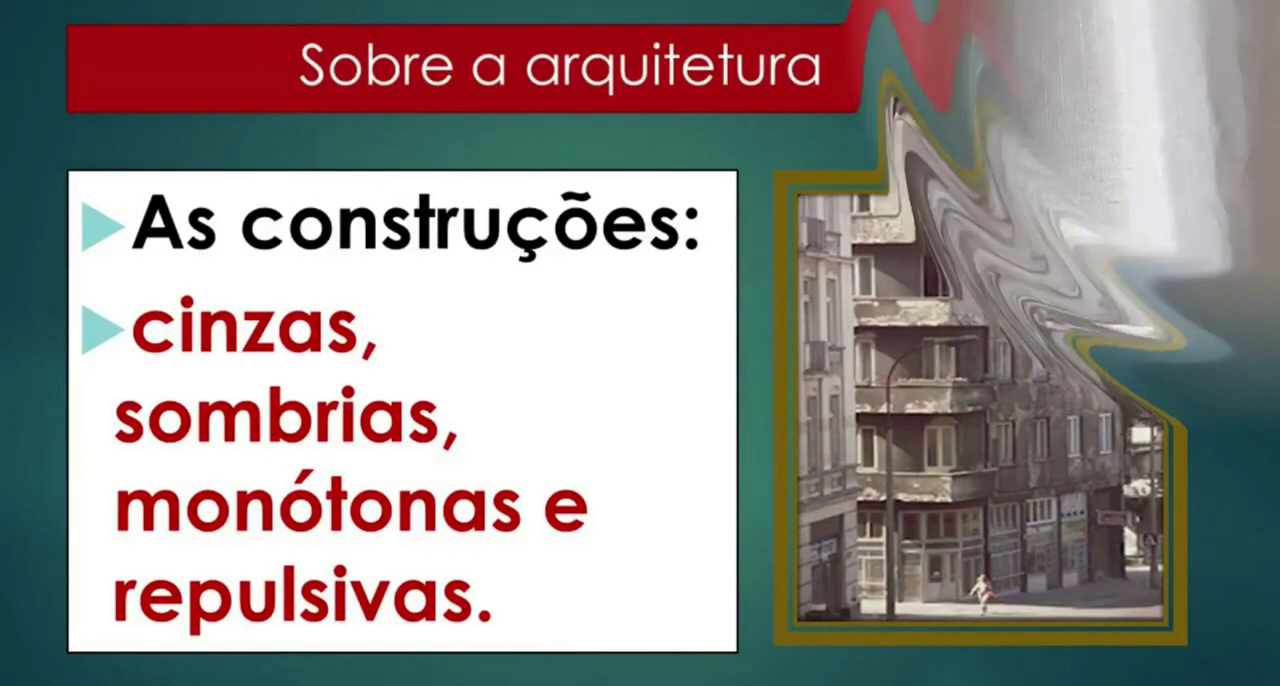 Sobre a arquitetura
As construções:
cinzas,
sombrias,
monótonas e
repulsivas.